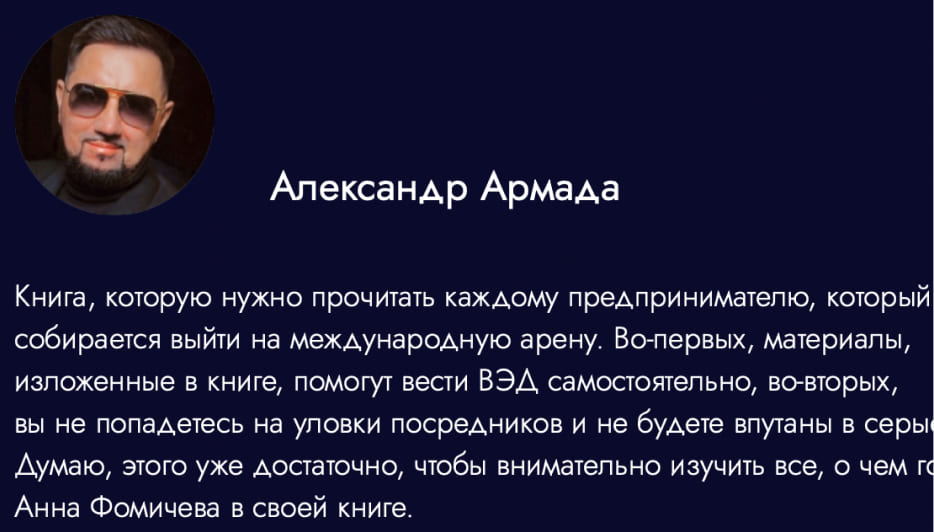 Александр Армада
Книга, которую нужно прочитать каждому предпринимателю, который
собирается выйти на международную арену. Во-первых, материалы,
изложенные в книге, помогут вести ВЭД самостоятельно, во-вторых,
вы не попадетесь на уловки посредников и не будете впутаны в
Думаю, этого уже достаточно, чтобы внимательно изучить все, о чем
Анна Фомичева в своей книге.